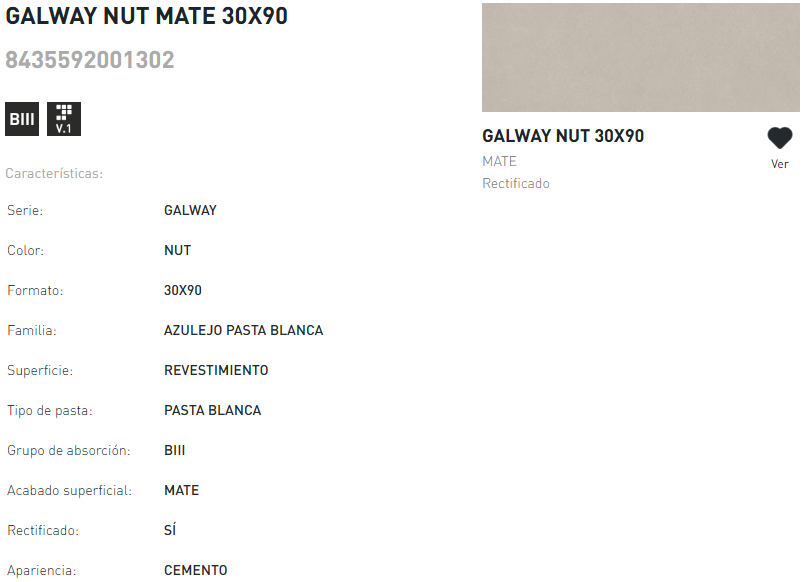 GALWAY NUT MATE 30X90
8435592001302
BIII
V.1
Características:
Serie: GALWAY
Color: NUT
Formato: 30X90
Familia: AZULEJO PASTA BLANCA
Superficie: REVESTIMIENTO
Tipo de pasta: PASTA BLANCA
Grupo de absorción: BIII
Acabado superficial: MATE
Rectificado: SÍ
Apariencia: CEMENTO
GALWAY NUT 30X90
MATE
Rectificado
Ver